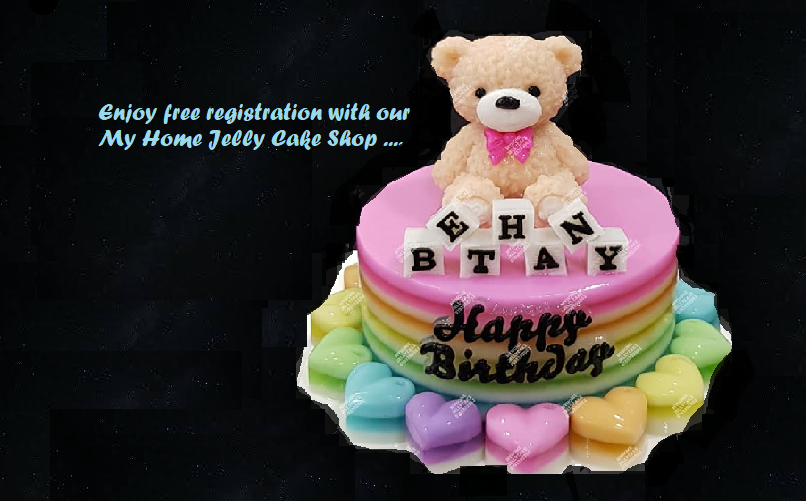 Enjoy free registration with our
My Home Jelly Cake Shop ....
E H N
B T A Y
Happy
Birthday